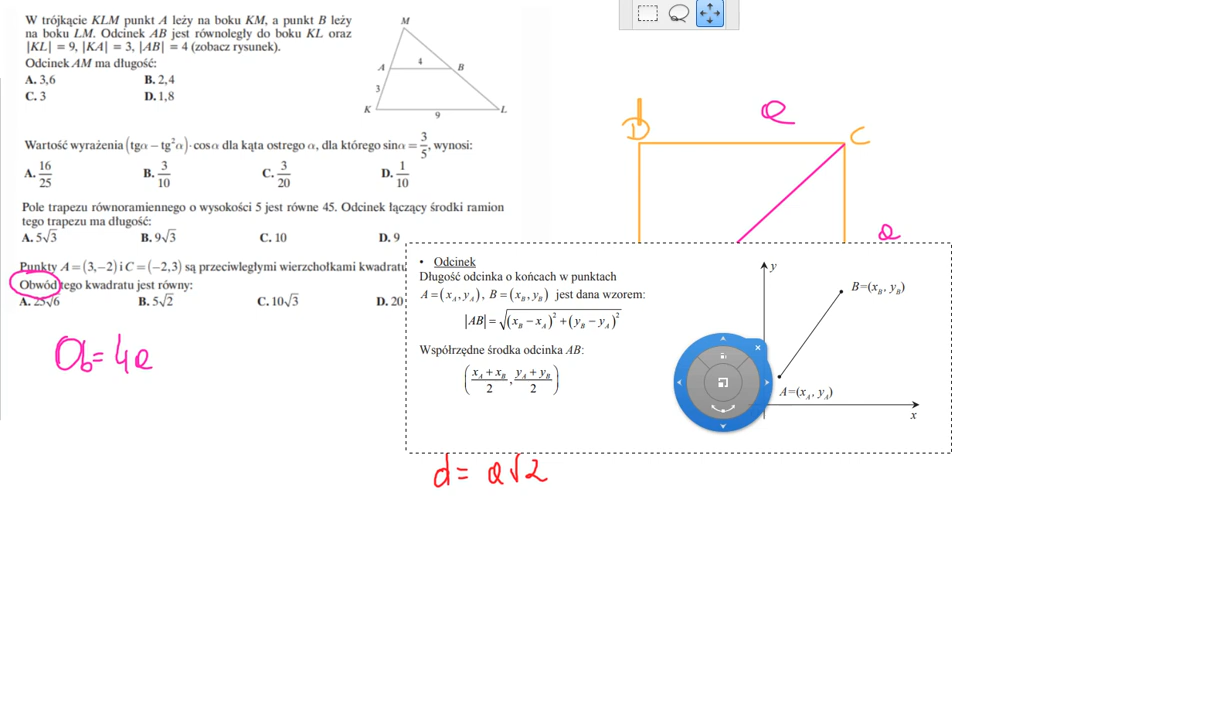 W trójkącie KLM punkt A leży na boku KM, a punkt B leży
na boku LM. Odcinek AB jest równoległy do boku KL oraz
|KL| = 9, |KA| = 3, |AB| = 4 (zobacz rysunek).
Odcinek AM ma długość:
A. 3,6 B. 2,4
C. 3 D. 1,8
M
A 4 B
3
K 9 L
Wartość wyrażenia (tgα – tg²α)·cosα dla kąta ostrego α, dla którego sinα = 3/5, wynosi:
A. 16/25 B. 3/10 C. 3/20 D. 1/10
Pole trapezu równoramiennego o wysokości 5 jest równe 45. Odcinek łączący środki ramion
tego trapezu ma długość:
A. 5√3 B. 9√3 C. 10 D. 9
Punkty A = (3,–2) i C = (–2,3) są przeciwległymi wierzchołkami kwadratu
Obwód tego kwadratu jest równy:
A. 25√6 B. 5√2 C. 10√3 D. 20
Ob = 4a
D a C
a
• Odcinek
Długość odcinka o końcach w punktach
A = (x_A, y_A), B = (x_B, y_B) jest dana wzorem:
|AB| = √((x_B – x_A)² + (y_B – y_A)²)
Współrzędne środka odcinka AB:
((x_A + x_B)/2, (y_A + y_B)/2)
y
B=(x_B, y_B)
A=(x_A, y_A)
x
d = a√2